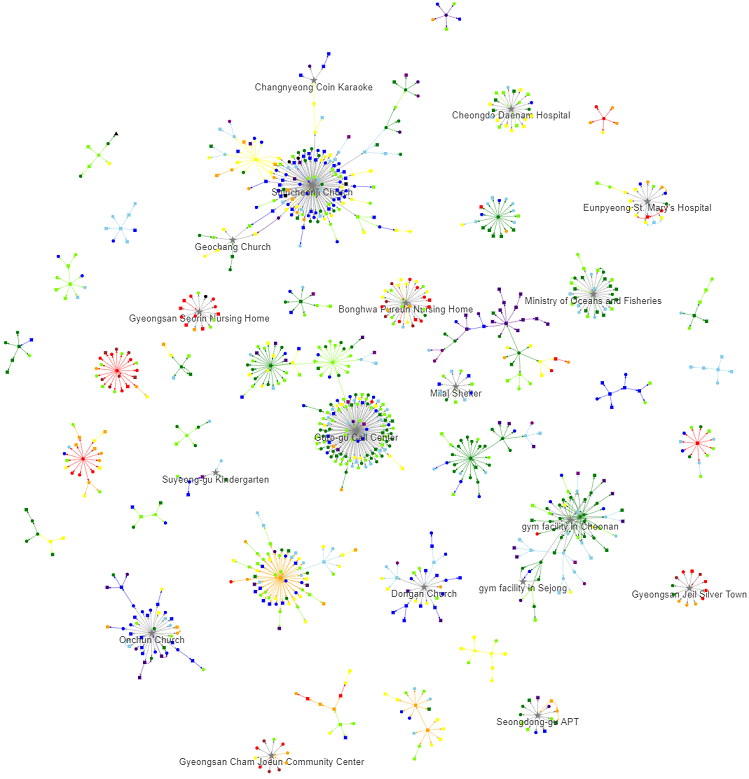 Changnyeong Coin Karaoke
Cheongdo Daenam Hospital
Shincheonji Church
Eunpyeong St. Mary's Hospital
Geochang Church
Ministry of Oceans and Fisheries
Bonghwa Pureun Nursing Home
Gyeongsan Seorin Nursing Home
Milal Shelter
Guro-gu Call Center
Suyeong-gu Kindergarten
gym facility in Cheonan
gym facility in Sejong
Dongan Church
Gyeongsan Jeil Silver Town
Onchun Church
Seongdong-gu APT
Gyeongsan Cham Joeun Community Center